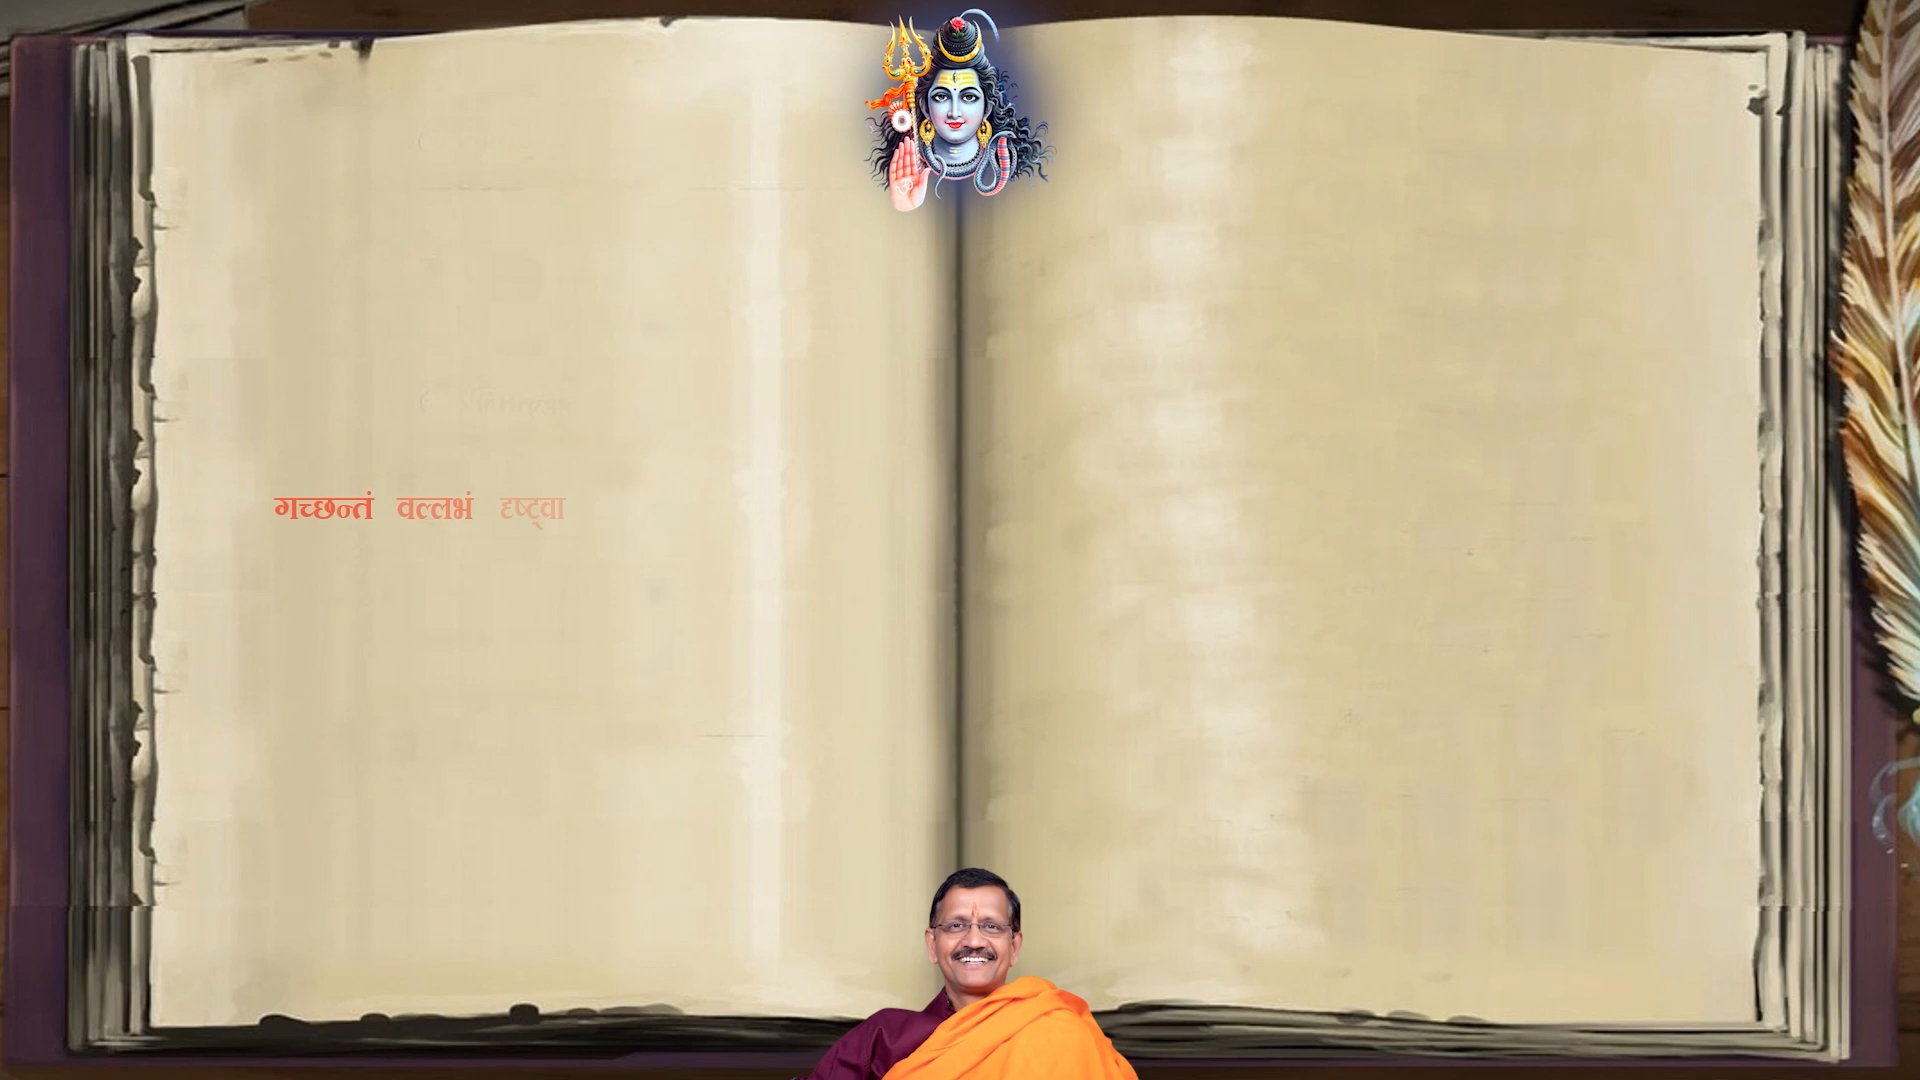 गच्छन्तं वल्लभं दृष्ट्वा